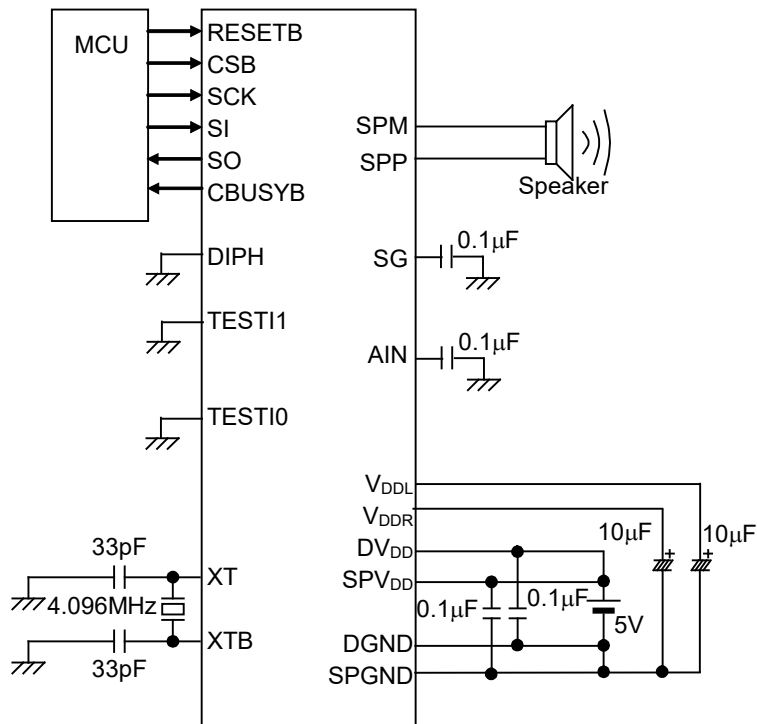 MCU
RESETB
CSB
SCK
SI
SO
CBUSYB
DIPH
TESTI1
TESTI0
33pF
XT
4.096MHz
XTB
33pF
SPM
SPP
Speaker
SG
0.1μF
AIN
0.1μF
VDDL
VDDR
DVDD
SPVDD
DGND
SPGND
0.1μF
0.1μF
5V
10μF
+
10μF
+